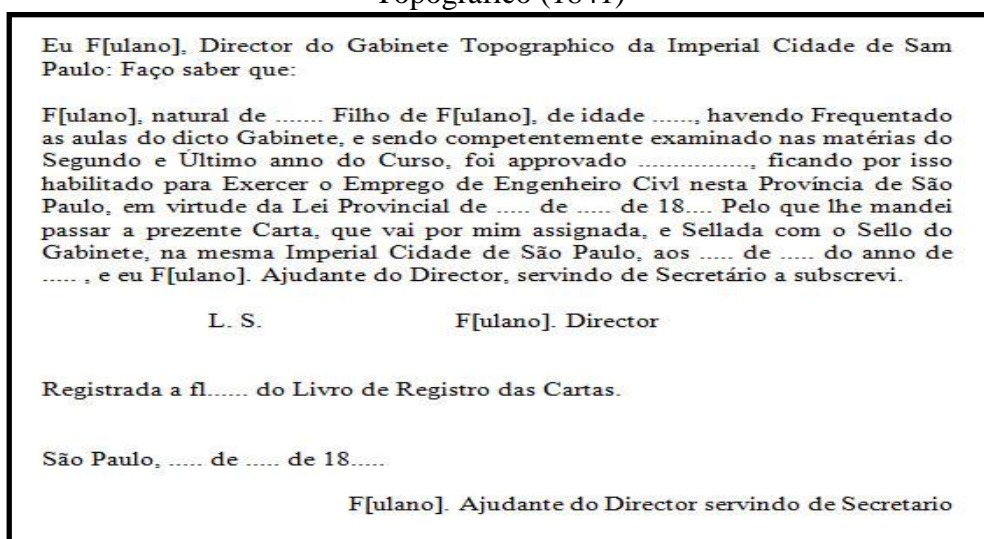 Topográfico (1841)
Eu F[ulano], Director do Gabinete Topographico da Imperial Cidade de Sam
Paulo: Faço saber que:
F[ulano], natural de ....... Filho de F[ulano], de idade ......, havendo Frequentado
as aulas do dicto Gabinete, e sendo competentemente examinado nas matérias do
Segundo e Último anno do Curso, foi approvado ................, ficando por isso
habilitado para Exercer o Emprego de Engenheiro Civl nesta Província de São
Paulo, em virtude da Lei Provincial de ..... de ..... de 18.... Pelo que lhe mandei
passar a prezente Carta, que vai por mim assignada, e Sellada com o Sello do
Gabinete, na mesma Imperial Cidade de São Paulo, aos ..... de ..... do anno de
..... , e eu F[ulano]. Ajudante do Director, servindo de Secretário a subscrevi.
L. S. F[ulano]. Director
Registrada a fl...... do Livro de Registro das Cartas.
São Paulo, ..... de ..... de 18.....
F[ulano]. Ajudante do Director servindo de Secretario